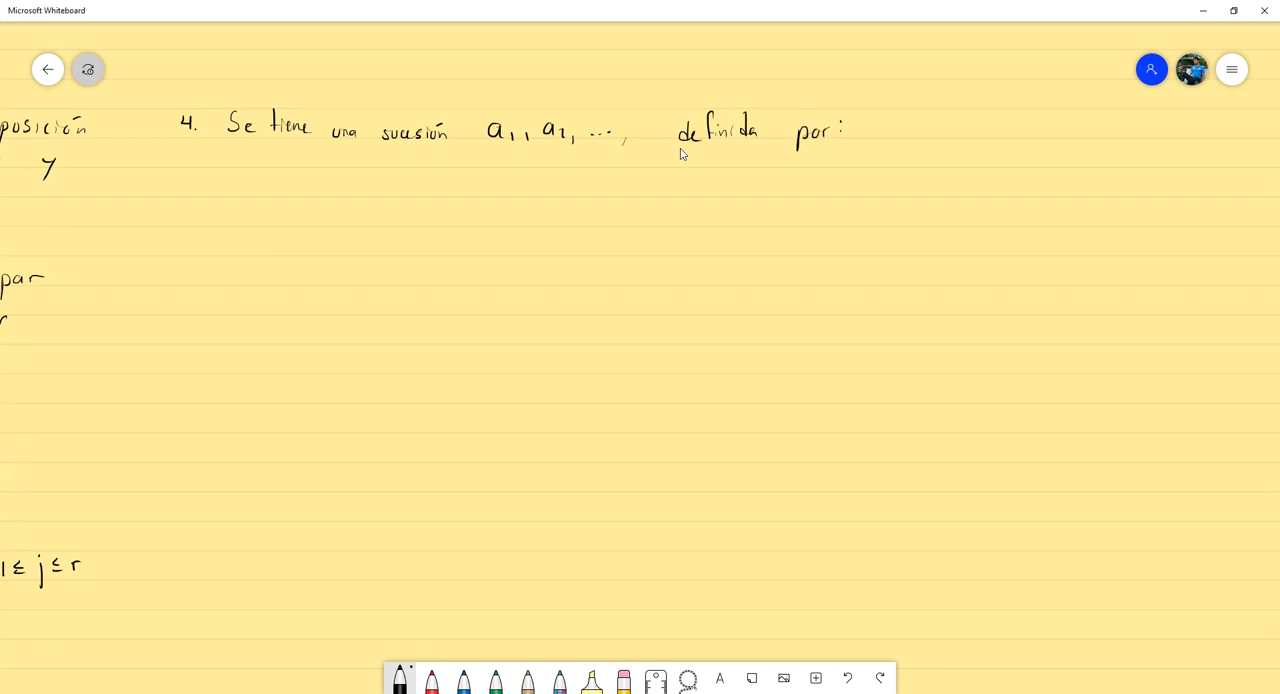 Microsoft Whiteboard
posición
y
par
r
1 ≤ j ≤ r
4. Se tiene una sucesión a₁, a₂, ..., definida por:
A